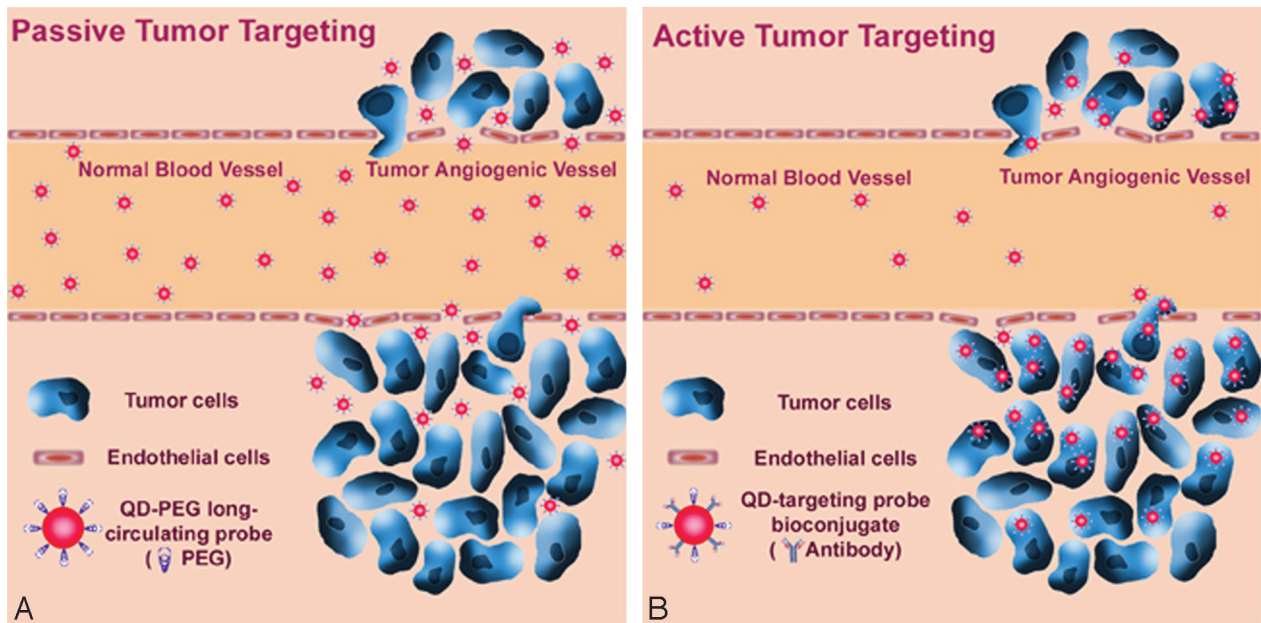 Passive Tumor Targeting
Normal Blood Vessel
Tumor Angiogenic Vessel
Tumor cells
Endothelial cells
QD-PEG long-
circulating probe
( PEG)
A
Active Tumor Targeting
Normal Blood Vessel
Tumor Angiogenic Vessel
Tumor cells
Endothelial cells
QD-targeting probe
bioconjugate
( Antibody)
B